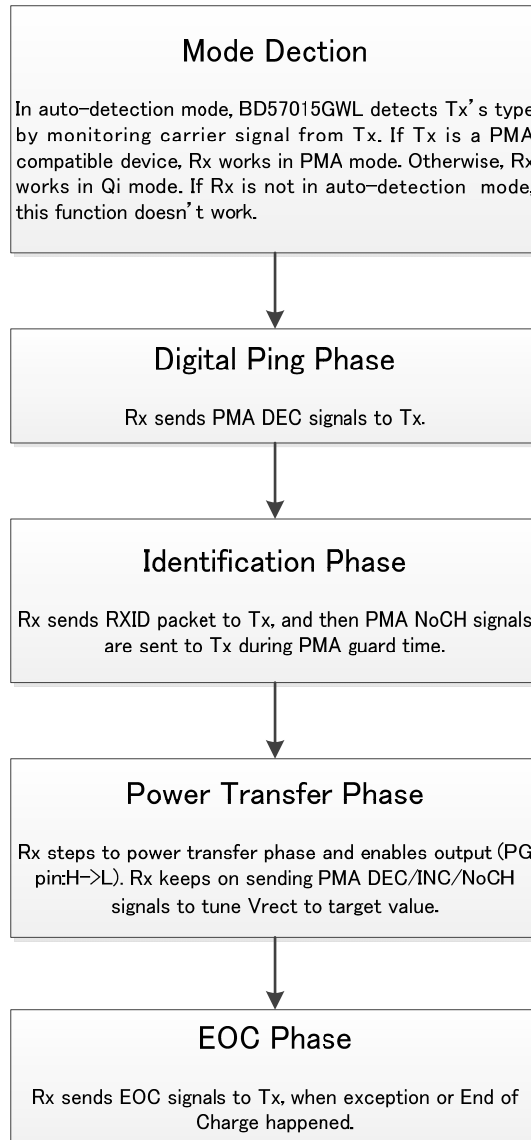 Mode Dection
In auto-detection mode, BD57015GWL detects Tx's type
by monitoring carrier signal from Tx. If Tx is a PMA
compatible device, Rx works in PMA mode. Otherwise, Rx
works in Qi mode. If Rx is not in auto-detection mode,
this function doesn't work.
Digital Ping Phase
Rx sends PMA DEC signals to Tx.
Identification Phase
Rx sends RXID packet to Tx, and then PMA NoCH signals
are sent to Tx during PMA guard time.
Power Transfer Phase
Rx steps to power transfer phase and enables output (PG
pin:H->L). Rx keeps on sending PMA DEC/INC/NoCH
signals to tune Vrect to target value.
EOC Phase
Rx sends EOC signals to Tx, when exception or End of
Charge happened.